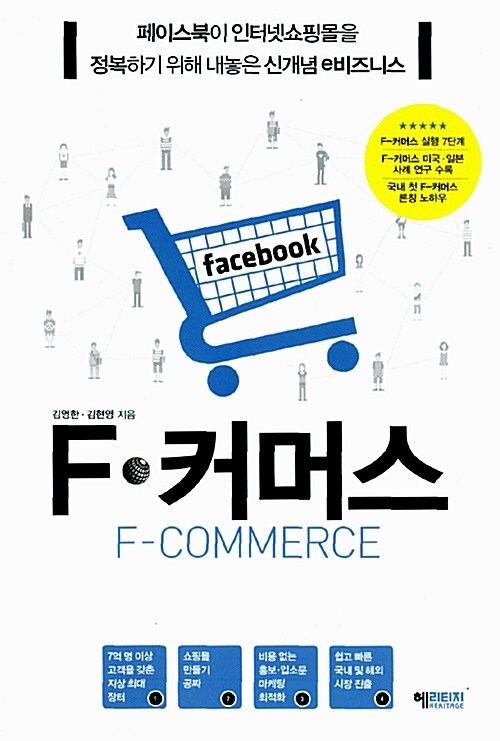 페이스북이 인터넷쇼핑몰을
정복하기 위해 내놓은 신개념 e비즈니스
★★★★★
F-커머스 실행 7단계
F-커머스 미국·일본
사례 연구 수록
국내 첫 F-커머스
론칭 노하우
facebook
김영한·김현영 지음
F·커머스
F-COMMERCE
7억 명 이상
고객을 갖춘
지상 최대
장터
1
쇼핑몰
만들기
공짜
2
비용 없는
홍보·입소문
마케팅
최적화
3
쉽고 빠른
국내 및 해외
시장 진출
4
헤리티지
HERITAGE